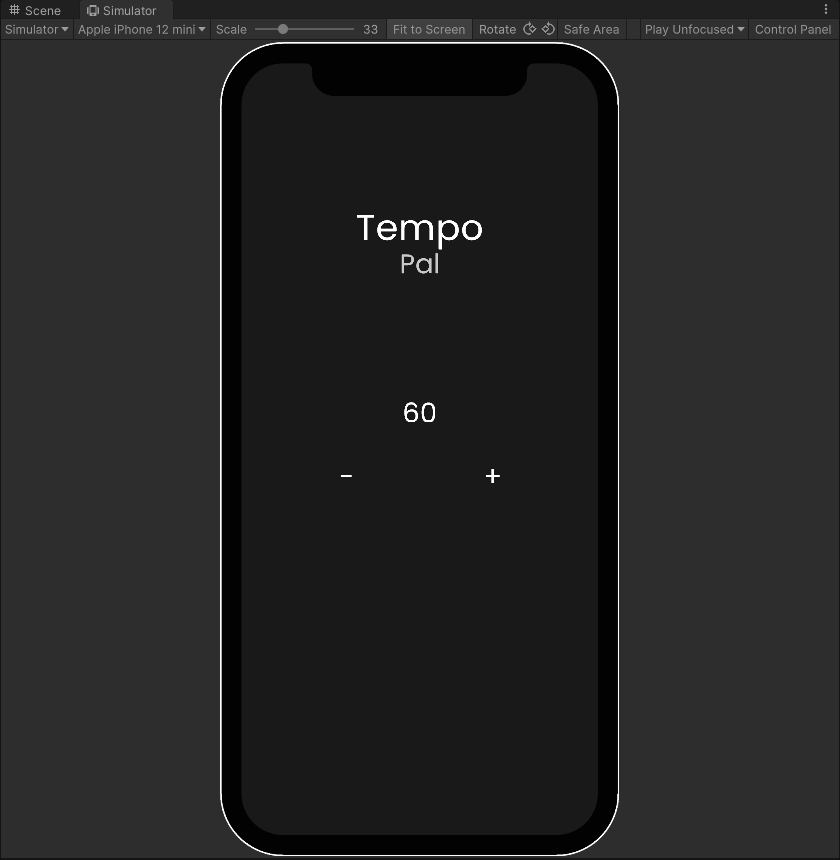 Scene Simulator
Simulator Apple iPhone 12 mini Scale 33 Fit to Screen Rotate Safe Area Play Unfocused Control Panel
Tempo
Pal
60
- +